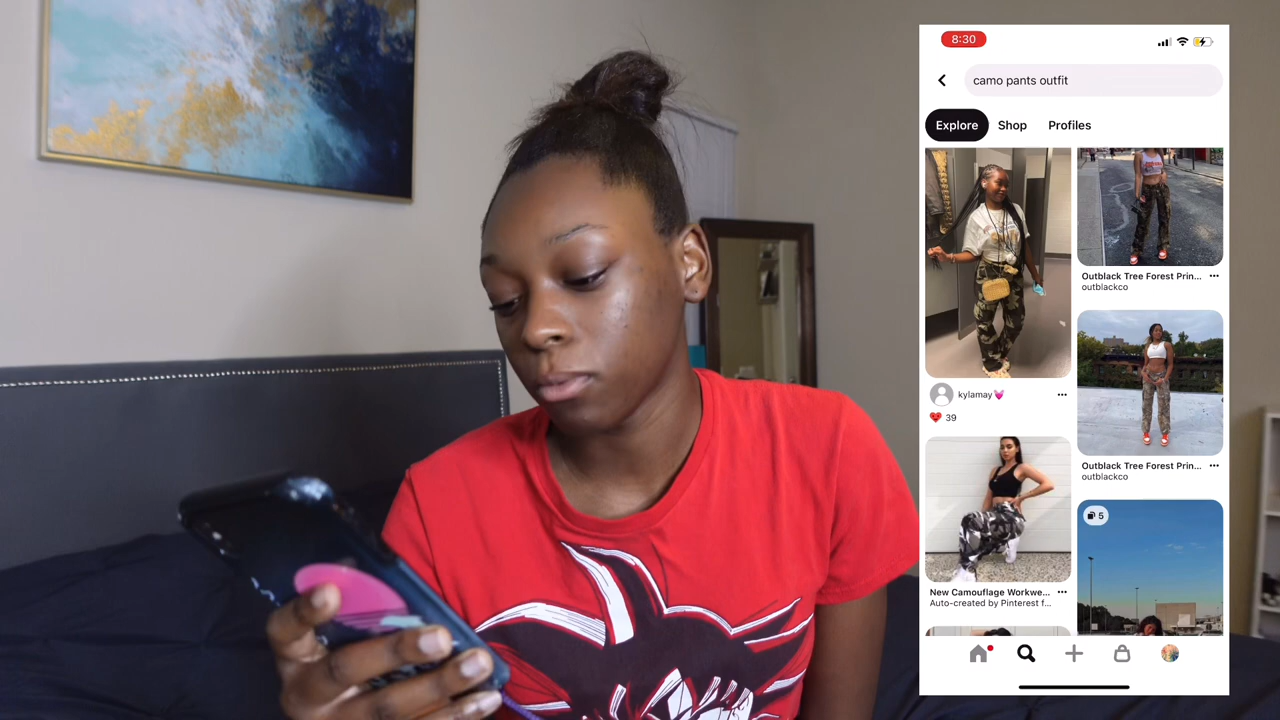 8:30
camo pants outfit
Explore Shop Profiles
Outblack Tree Forest Prin...
outblackco
kylamay💓
39
Outblack Tree Forest Prin...
outblackco
5
New Camouflage Workwe...
Auto-created by Pinterest f...